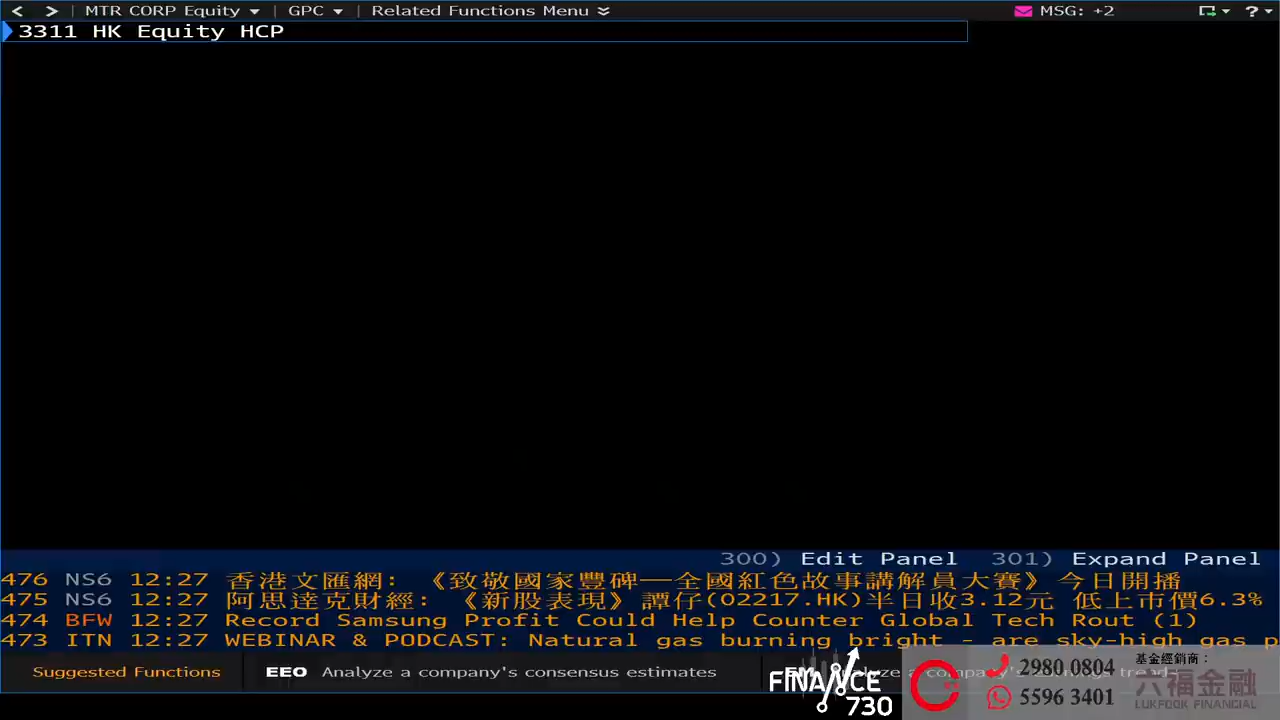 < > MTR CORP Equity GPC Related Functions Menu MSG: +2 ?
3311 HK Equity HCP
300) Edit Panel 301) Expand Panel
476 NS6 12:27 香港文匯網: 《致敬國家豐碑—全國紅色故事講解員大賽》今日開播
475 NS6 12:27 阿思達克財經: 《新股表現》譚仔(02217.HK)半日收3.12元 低上市價6.3%
474 BFW 12:27 Record Samsung Profit Could Help Counter Global Tech Rout (1)
473 ITN 12:27 WEBINAR & PODCAST: Natural gas burning bright - are sky-high gas p
Suggested Functions EEO Analyze a company's consensus estimates
FINANCE
730
2980 0804
5596 3401
基金經銷商:
六福金融
LUKFOOK FINANCIAL